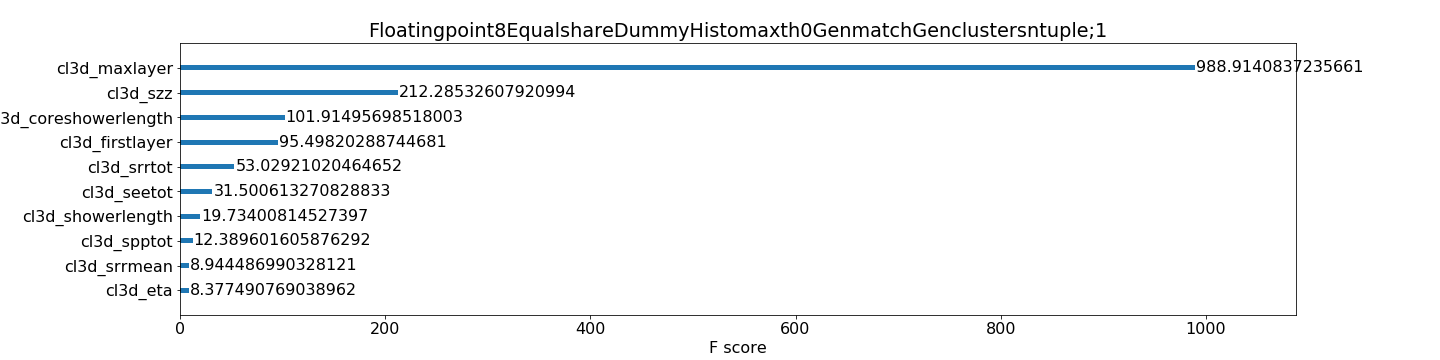 Floatingpoint8EqualshareDummyHistomaxth0GenmatchGenclustersntuple;1
cl3d_maxlayer 988.9140837235661
cl3d_szz 212.28532607920994
3d_coreshowerlength 101.91495698518003
cl3d_firstlayer 95.49820288744681
cl3d_srrtot 53.02921020464652
cl3d_seetot 31.500613270828833
cl3d_showerlength 19.73400814527397
cl3d_spptot 12.389601605876292
cl3d_srrmean 8.944486990328121
cl3d_eta 8.377490769038962
0 200 400 600 800 1000
F score